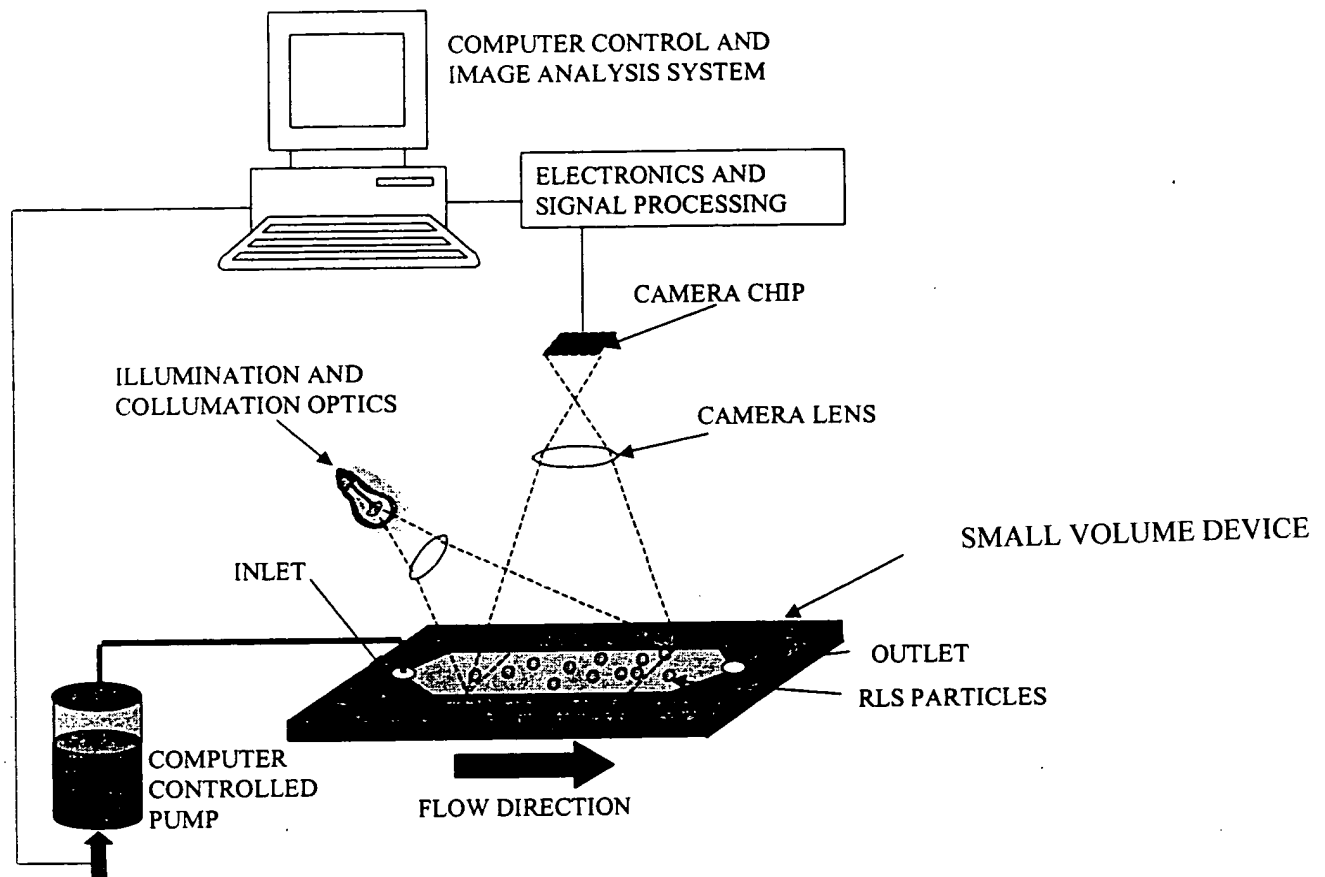 COMPUTER CONTROL AND
IMAGE ANALYSIS SYSTEM
ELECTRONICS AND
SIGNAL PROCESSING
CAMERA CHIP
ILLUMINATION AND
COLLUMATION OPTICS
CAMERA LENS
SMALL VOLUME DEVICE
INLET
OUTLET
RLS PARTICLES
COMPUTER
CONTROLLED
PUMP
FLOW DIRECTION